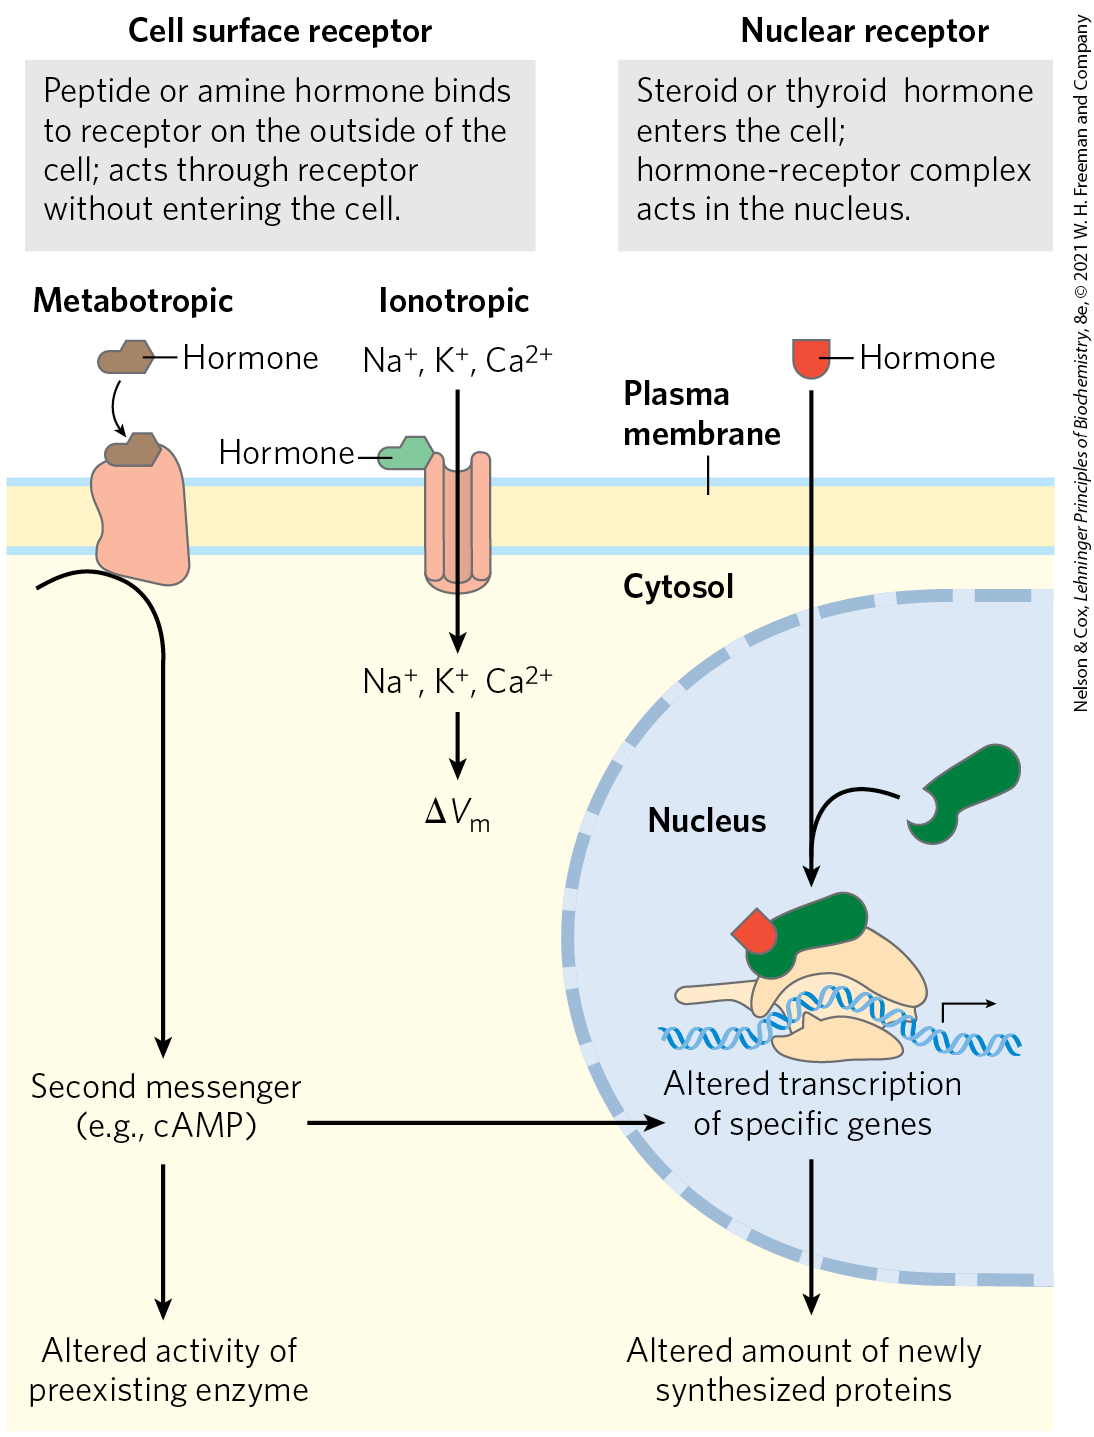 Cell surface receptor
Peptide or amine hormone binds
to receptor on the outside of the
cell; acts through receptor
without entering the cell.
Nuclear receptor
Steroid or thyroid hormone
enters the cell;
hormone-receptor complex
acts in the nucleus.
Metabotropic
Hormone
Ionotropic
Na⁺, K⁺, Ca²⁺
Hormone
Hormone
Plasma
membrane
Cytosol
Na⁺, K⁺, Ca²⁺
ΔVₘ
Nucleus
Second messenger
(e.g., cAMP)
Altered transcription
of specific genes
Altered activity of
preexisting enzyme
Altered amount of newly
synthesized proteins
Nelson & Cox, Lehninger Principles of Biochemistry, 8e, © 2021 W. H. Freeman and Company